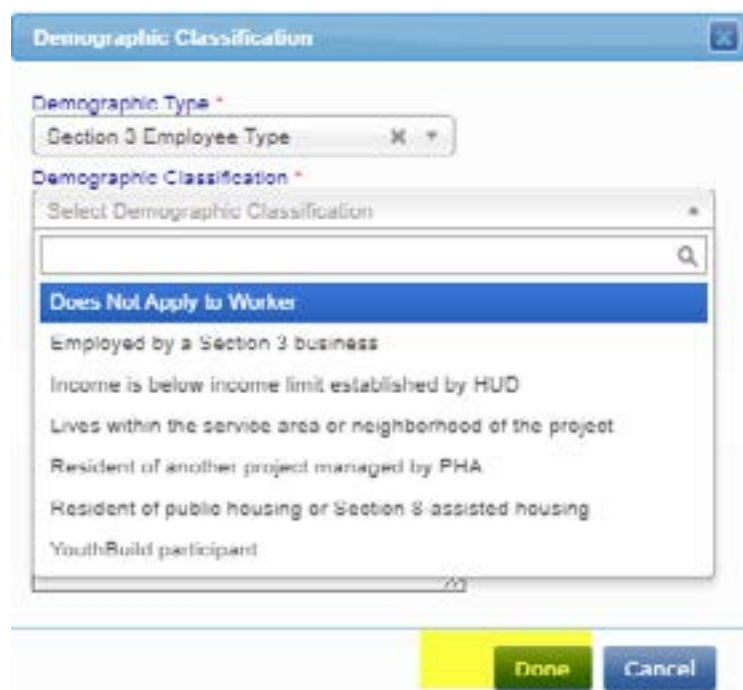 Demographic Classification
Demographic Type *
Section 3 Employee Type
Demographic Classification *
Select Demographic Classification
Does Not Apply to Worker
Employed by a Section 3 business
Income is below income limit established by HUD
Lives within the service area or neighborhood of the project
Resident of another project managed by PHA
Resident of public housing or Section 8-assisted housing
YouthBuild participant
Done Cancel